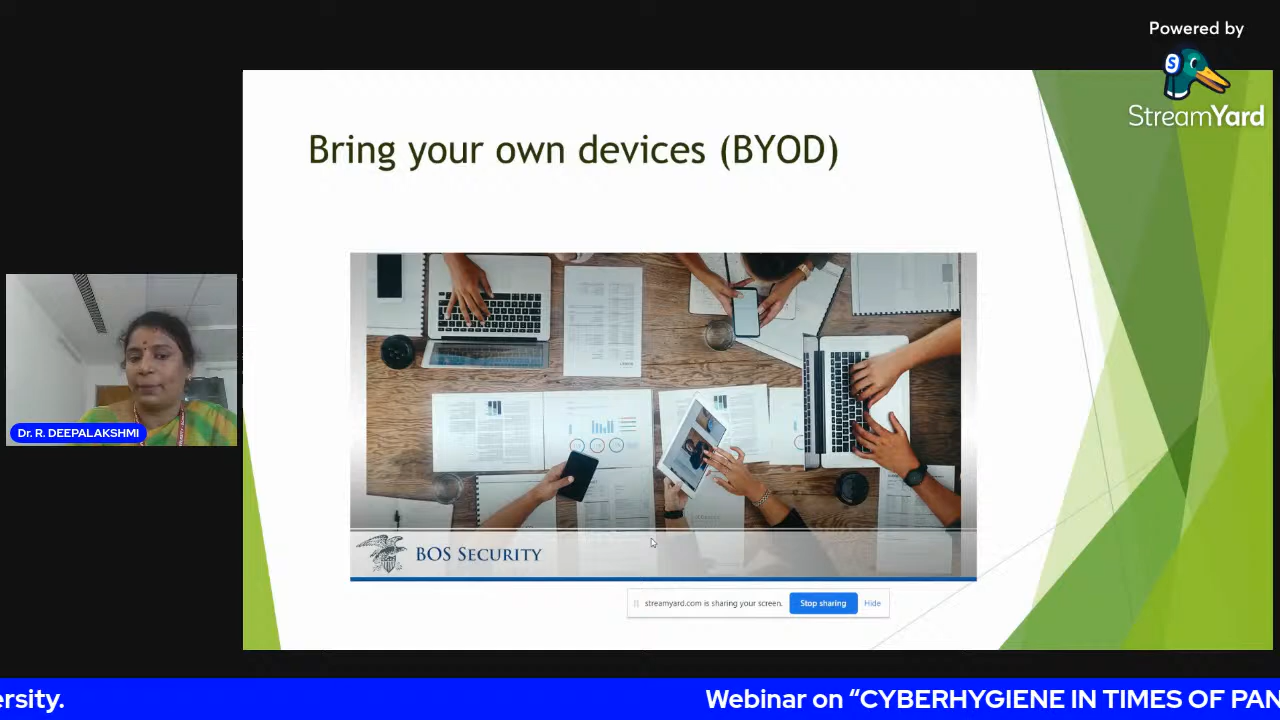 Powered by
StreamYard
Bring your own devices (BYOD)
Dr. R. DEEPALAKSHMI
BOS SECURITY
streamyard.com is sharing your screen.
Stop sharing
Hide
ersity.
Webinar on “CYBERHYGIENE IN TIMES OF PAN